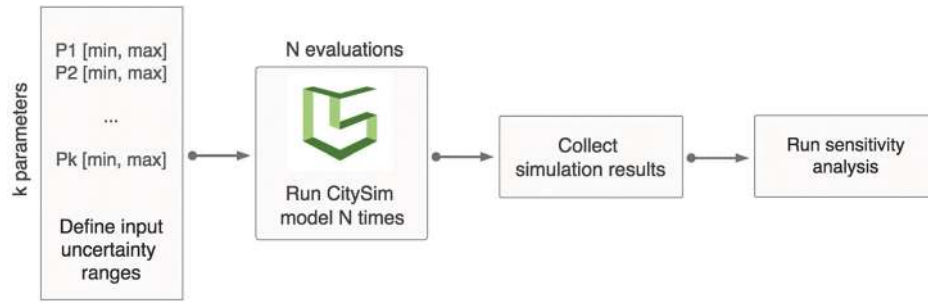 k parameters
P1 [min, max]
P2 [min, max]
...
Pk [min, max]
Define input
uncertainty
ranges
N evaluations
Run CitySim
model N times
Collect
simulation results
Run sensitivity
analysis